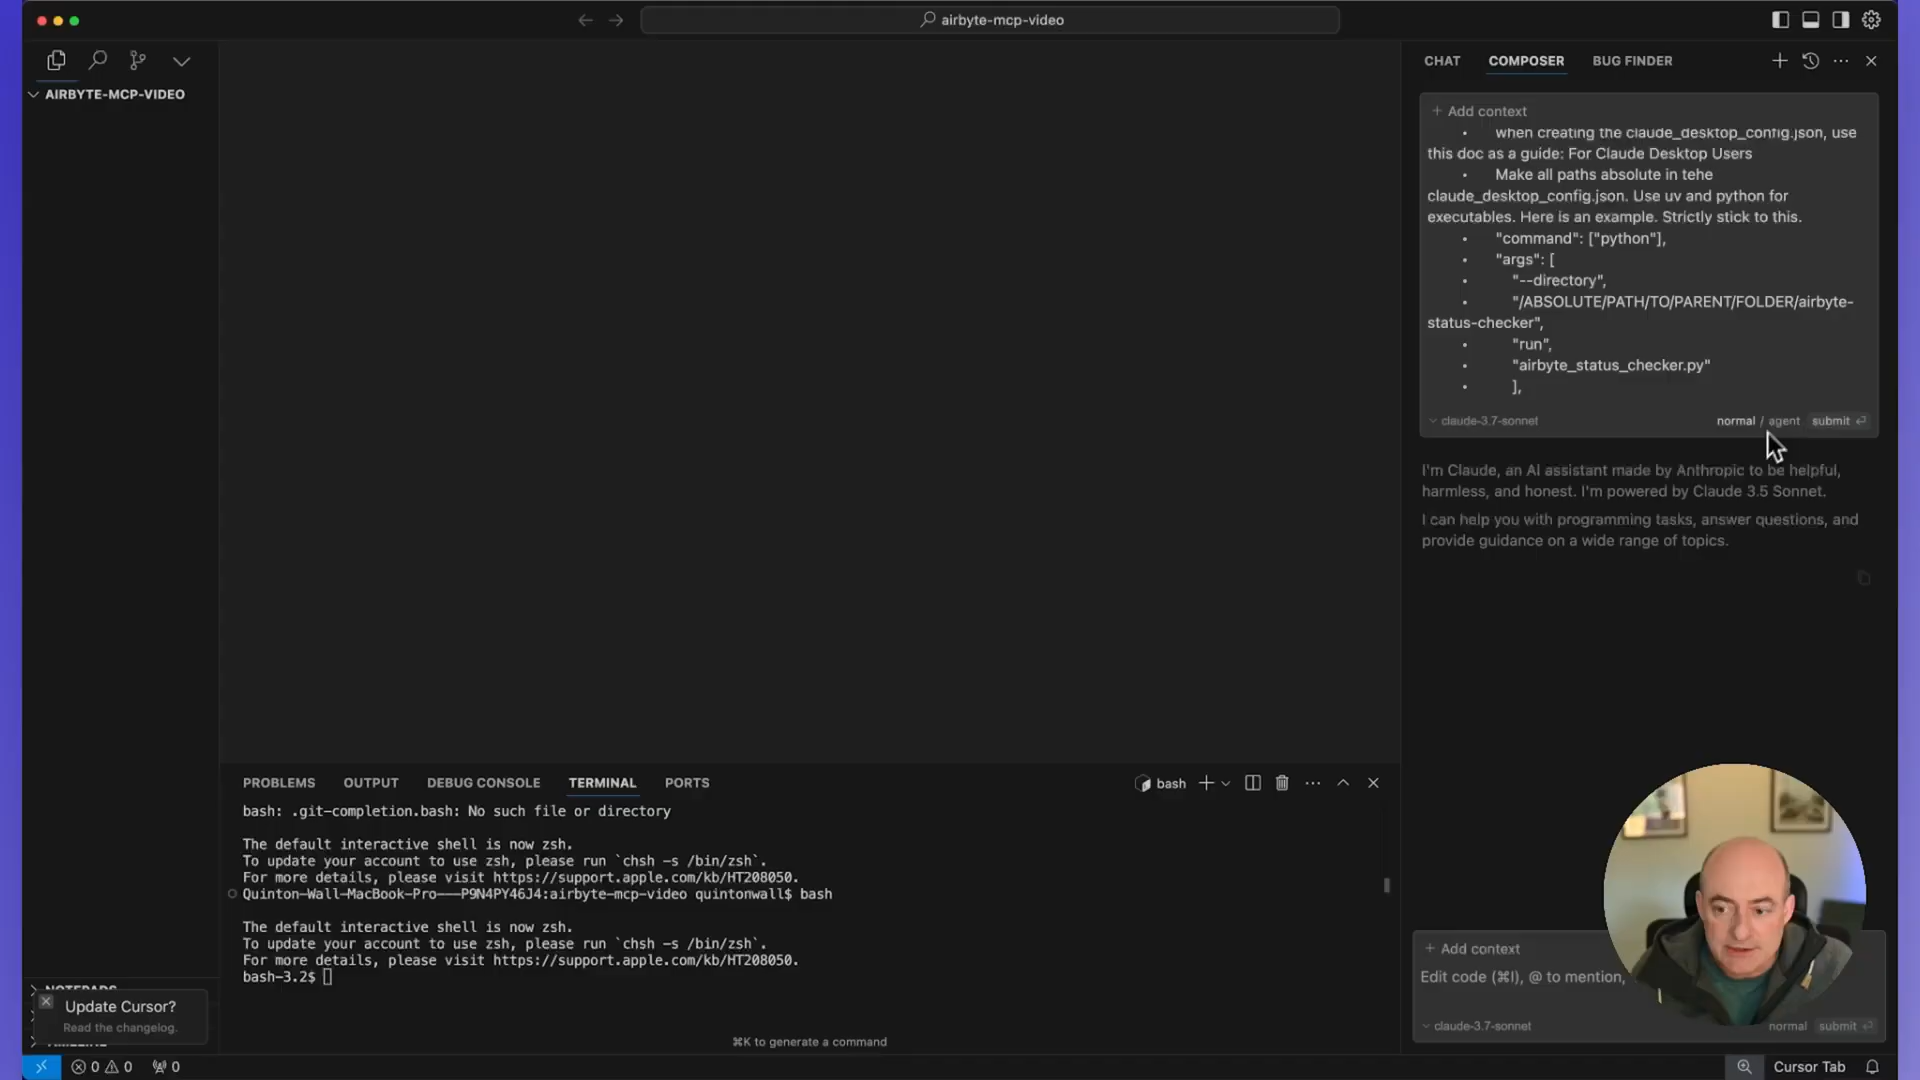 airbyte-mcp-video
AIRBYTE-MCP-VIDEO
CHAT
COMPOSER
BUG FINDER
+ Add context
when creating the claude_desktop_config.json, use
this doc as a guide: For Claude Desktop Users
• Make all paths absolute in tehe
claude_desktop_config.json. Use uv and python for
executables. Here is an example. Strictly stick to this.
• "command": ["python"],
• "args": [
• "--directory",
• "/ABSOLUTE/PATH/TO/PARENT/FOLDER/airbyte-
status-checker",
• "run",
• "airbyte_status_checker.py"
• ],
claude-3.7-sonnet
normal / agent submit
I'm Claude, an AI assistant made by Anthropic to be helpful,
harmless, and honest. I'm powered by Claude 3.5 Sonnet.
I can help you with programming tasks, answer questions, and
provide guidance on a wide range of topics.
PROBLEMS
OUTPUT
DEBUG CONSOLE
TERMINAL
PORTS
bash
bash: .git-completion.bash: No such file or directory
The default interactive shell is now zsh.
To update your account to use zsh, please run `chsh -s /bin/zsh`.
For more details, please visit https://support.apple.com/kb/HT208050.
Quinton-Wall-MacBook-Pro---P9N4PY46J4:airbyte-mcp-video quintonwall$ bash
The default interactive shell is now zsh.
To update your account to use zsh, please run `chsh -s /bin/zsh`.
For more details, please visit https://support.apple.com/kb/HT208050.
bash-3.2$
⌘K to generate a command
+ Add context
Edit code (⌘I), @ to mention,
claude-3.7-sonnet
normal submit
Update Cursor?
Read the changelog.
0 0 0
Cursor Tab